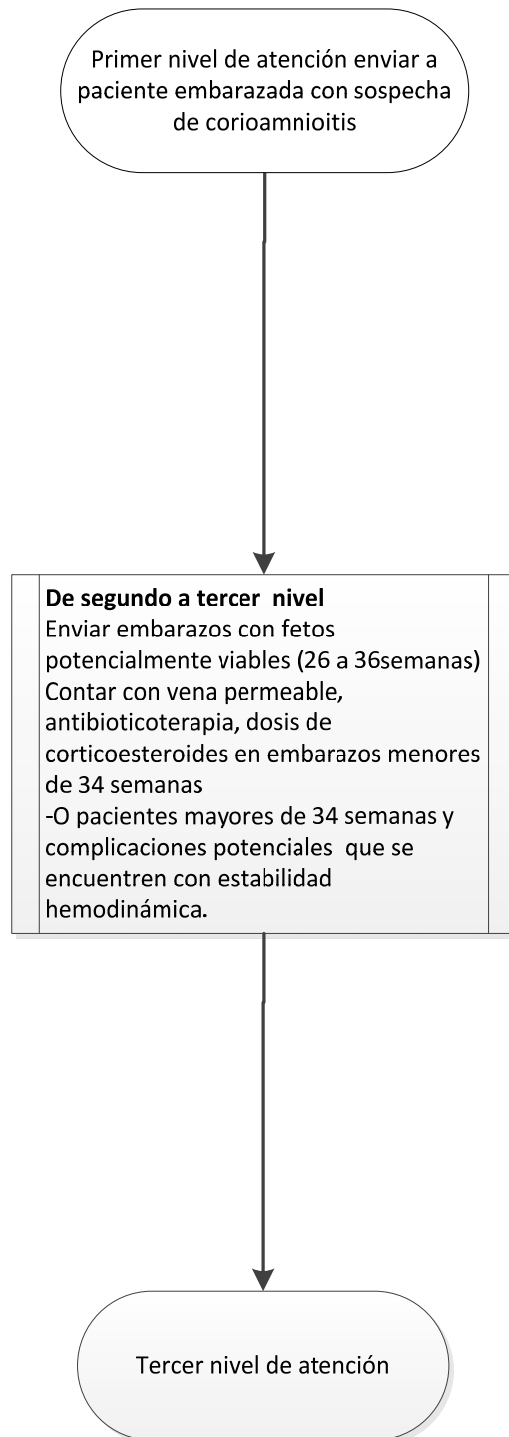 Primer nivel de atención enviar a
paciente embarazada con sospecha
de corioamnioitis
De segundo a tercer nivel
Enviar embarazos con fetos
potencialmente viables (26 a 36semanas)
Contar con vena permeable,
antibioticoterapia, dosis de
corticoesteroides en embarazos menores
de 34 semanas
-O pacientes mayores de 34 semanas y
complicaciones potenciales que se
encuentren con estabilidad
hemodinámica.
Tercer nivel de atención